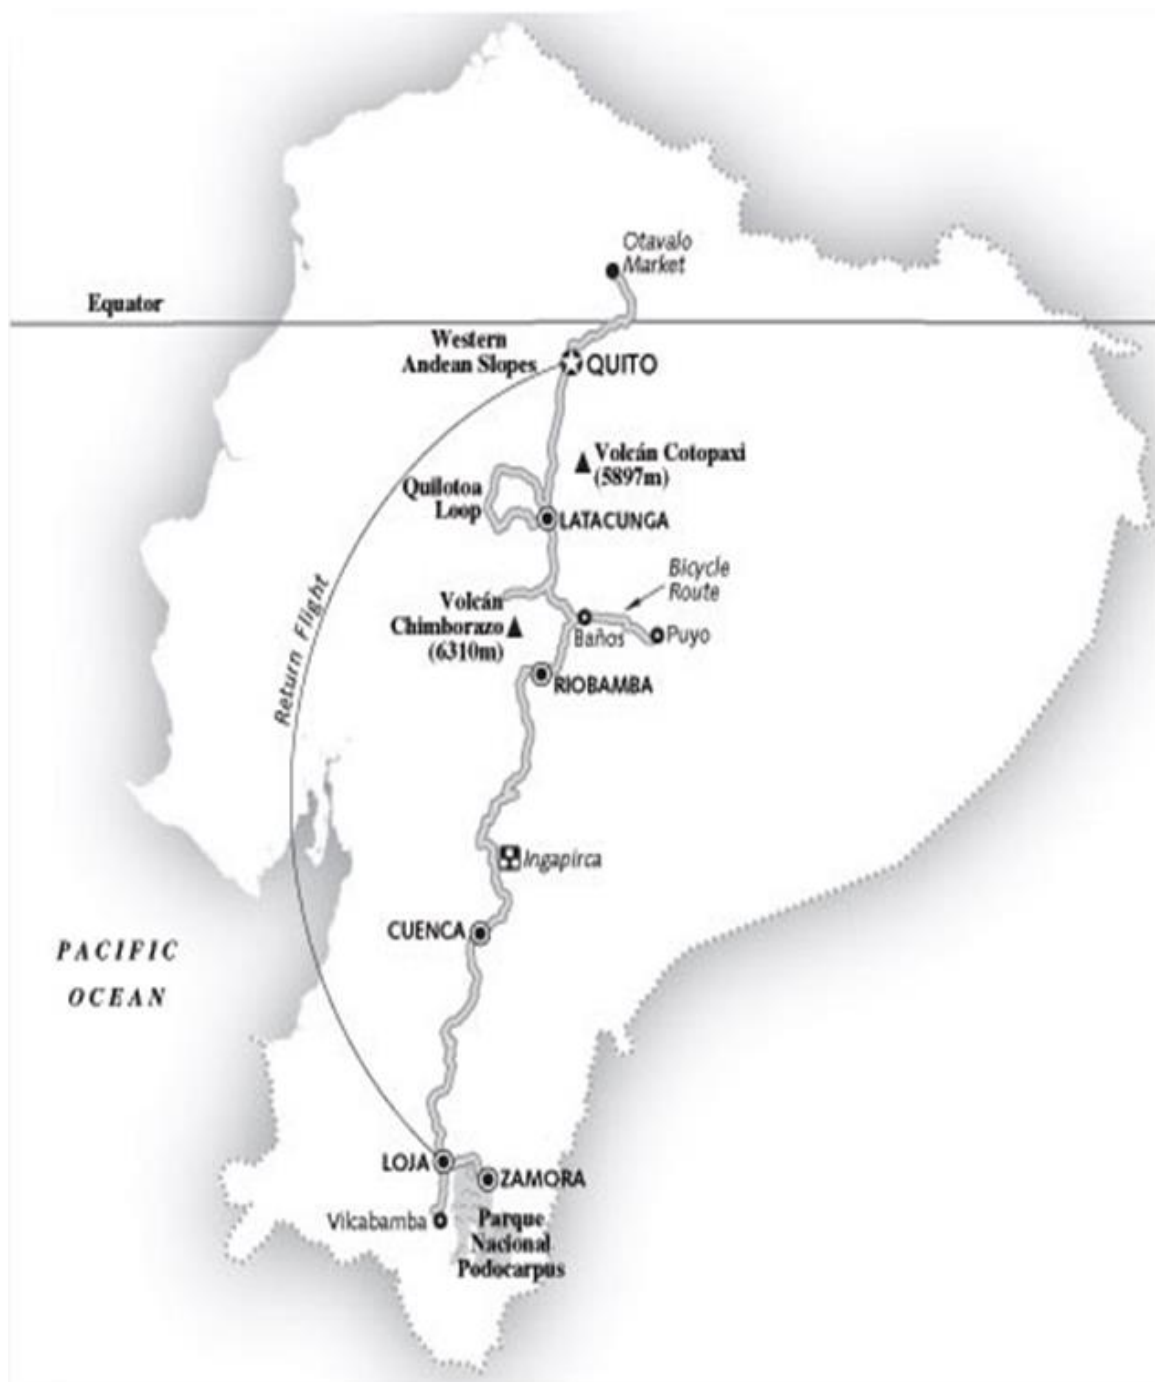 Otavalo
Market
Equator
Western
Andean Slopes
QUITO
Volcán Cotopaxi
(5897m)
Quilotoa
Loop
LATACUNGA
Bicycle
Route
Volcán
Chimborazo
(6310m)
Baños
Puyo
Return Flight
RIOBAMBA
Ingapirca
CUENCA
PACIFIC
OCEAN
LOJA
ZAMORA
Vilcabamba
Parque
Nacional
Podocarpus